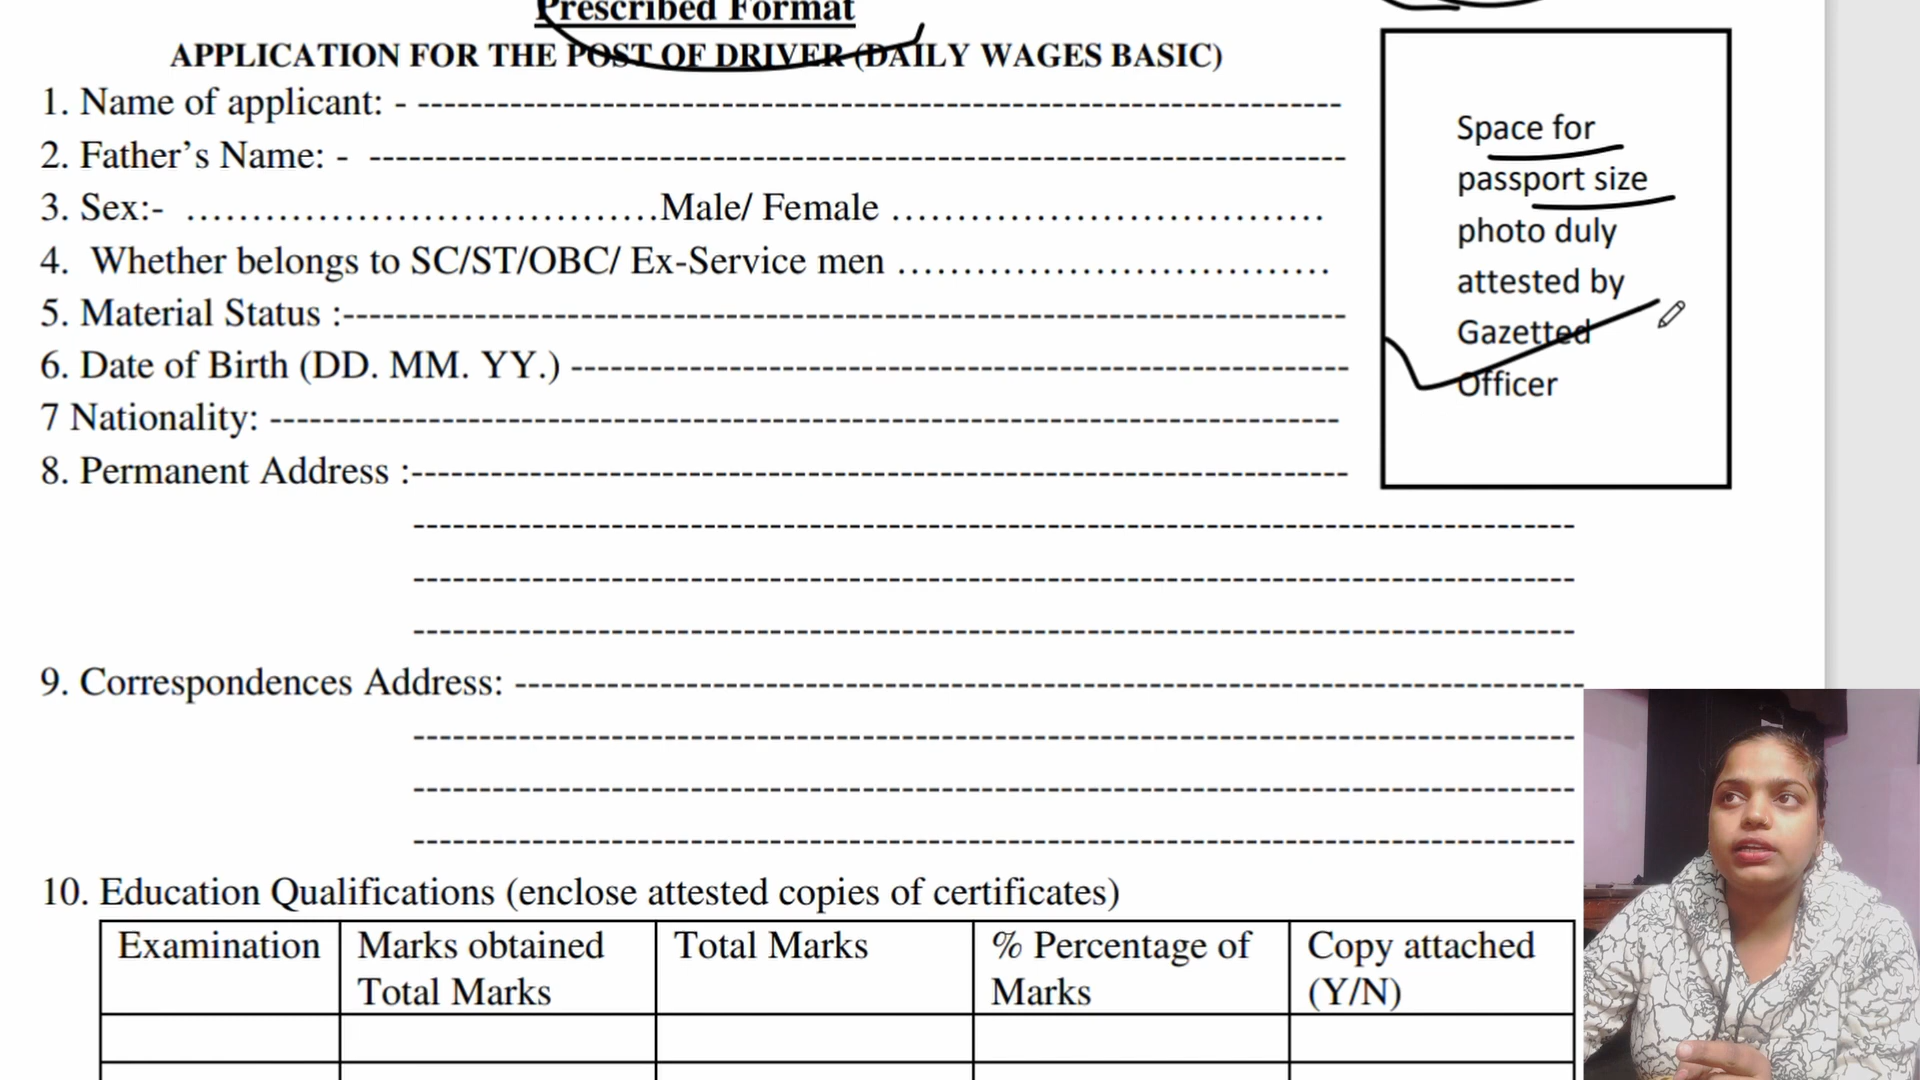 Prescribed Format
APPLICATION FOR THE POST OF DRIVER (DAILY WAGES BASIC)
1. Name of applicant: - ----------------------------------------------------------------------
2. Father’s Name: - --------------------------------------------------------------------------
3. Sex:- ………………………………Male/ Female ……………………………
4. Whether belongs to SC/ST/OBC/ Ex-Service men ……………………………
5. Material Status :----------------------------------------------------------------------------
6. Date of Birth (DD. MM. YY.) -----------------------------------------------------------
7 Nationality: ---------------------------------------------------------------------------------
8. Permanent Address :-----------------------------------------------------------------------
----------------------------------------------------------------------------------------
----------------------------------------------------------------------------------------
----------------------------------------------------------------------------------------
9. Correspondences Address: ---------------------------------------------------------------------------------
----------------------------------------------------------------------------------------
----------------------------------------------------------------------------------------
----------------------------------------------------------------------------------------
10. Education Qualifications (enclose attested copies of certificates)
Examination
Marks obtained
Total Marks
Total Marks
% Percentage of
Marks
Copy attached
(Y/N)
Space for
passport size
photo duly
attested by
Gazetted
Officer